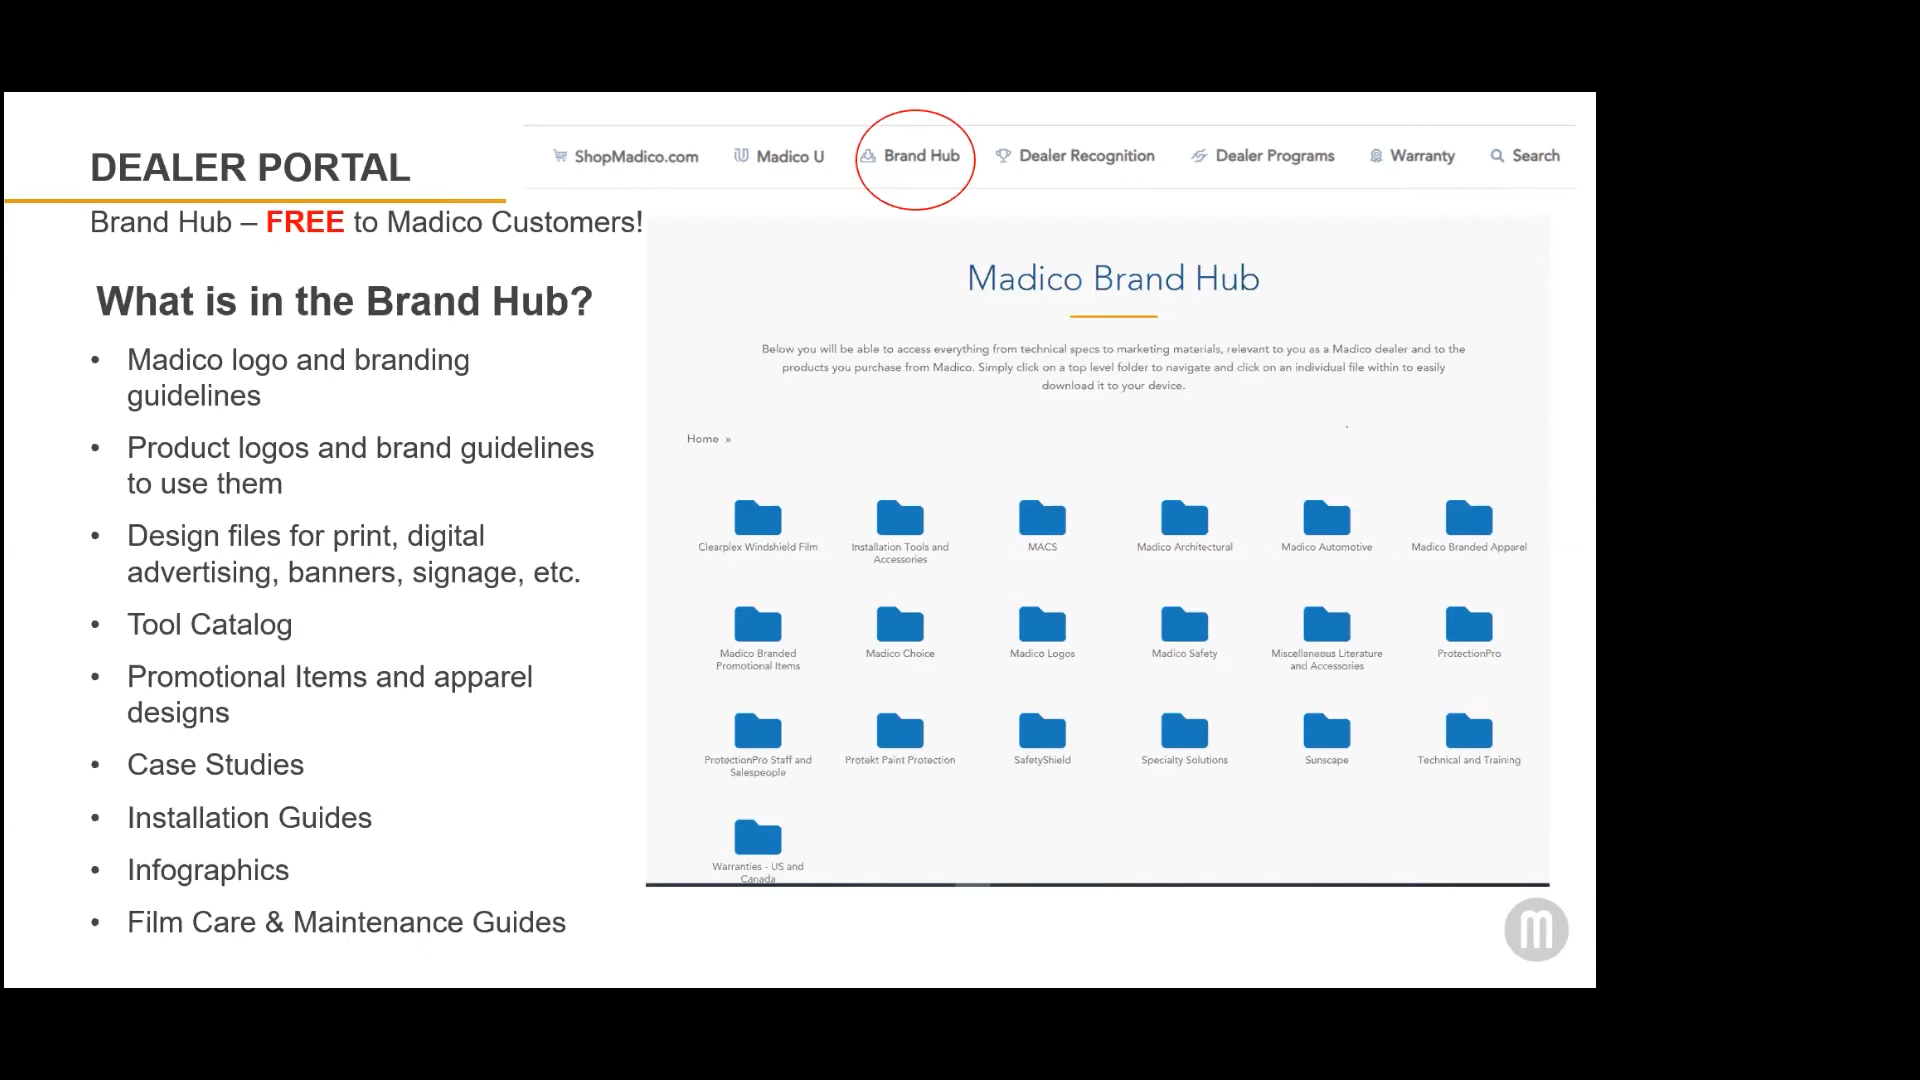 DEALER PORTAL
Brand Hub – FREE to Madico Customers!
What is in the Brand Hub?
• Madico logo and branding
guidelines
• Product logos and brand guidelines
to use them
• Design files for print, digital
advertising, banners, signage, etc.
• Tool Catalog
• Promotional Items and apparel
designs
• Case Studies
• Installation Guides
• Infographics
• Film Care & Maintenance Guides
ShopMadico.com Madico U Brand Hub Dealer Recognition Dealer Programs Warranty Search
Madico Brand Hub
Below you will be able to access everything from technical specs to marketing materials, relevant to you as a Madico dealer and to the
products you purchase from Madico. Simply click on a top level folder to navigate and click on an individual file within to easily
download it to your device.
Home »
Clearplex Windshield Film
Installation Tools and
Accessories
MACS
Madico Architectural
Madico Automotive
Madico Branded Apparel
Madico Branded
Promotional Items
Madico Choice
Madico Logos
Madico Safety
Miscellaneous Literature
and Accessories
ProtectionPro
ProtectionPro Staff and
Salespeople
Protekt Paint Protection
SafetyShield
Specialty Solutions
Sunscape
Technical and Training
Warranties - US and
Canada
m